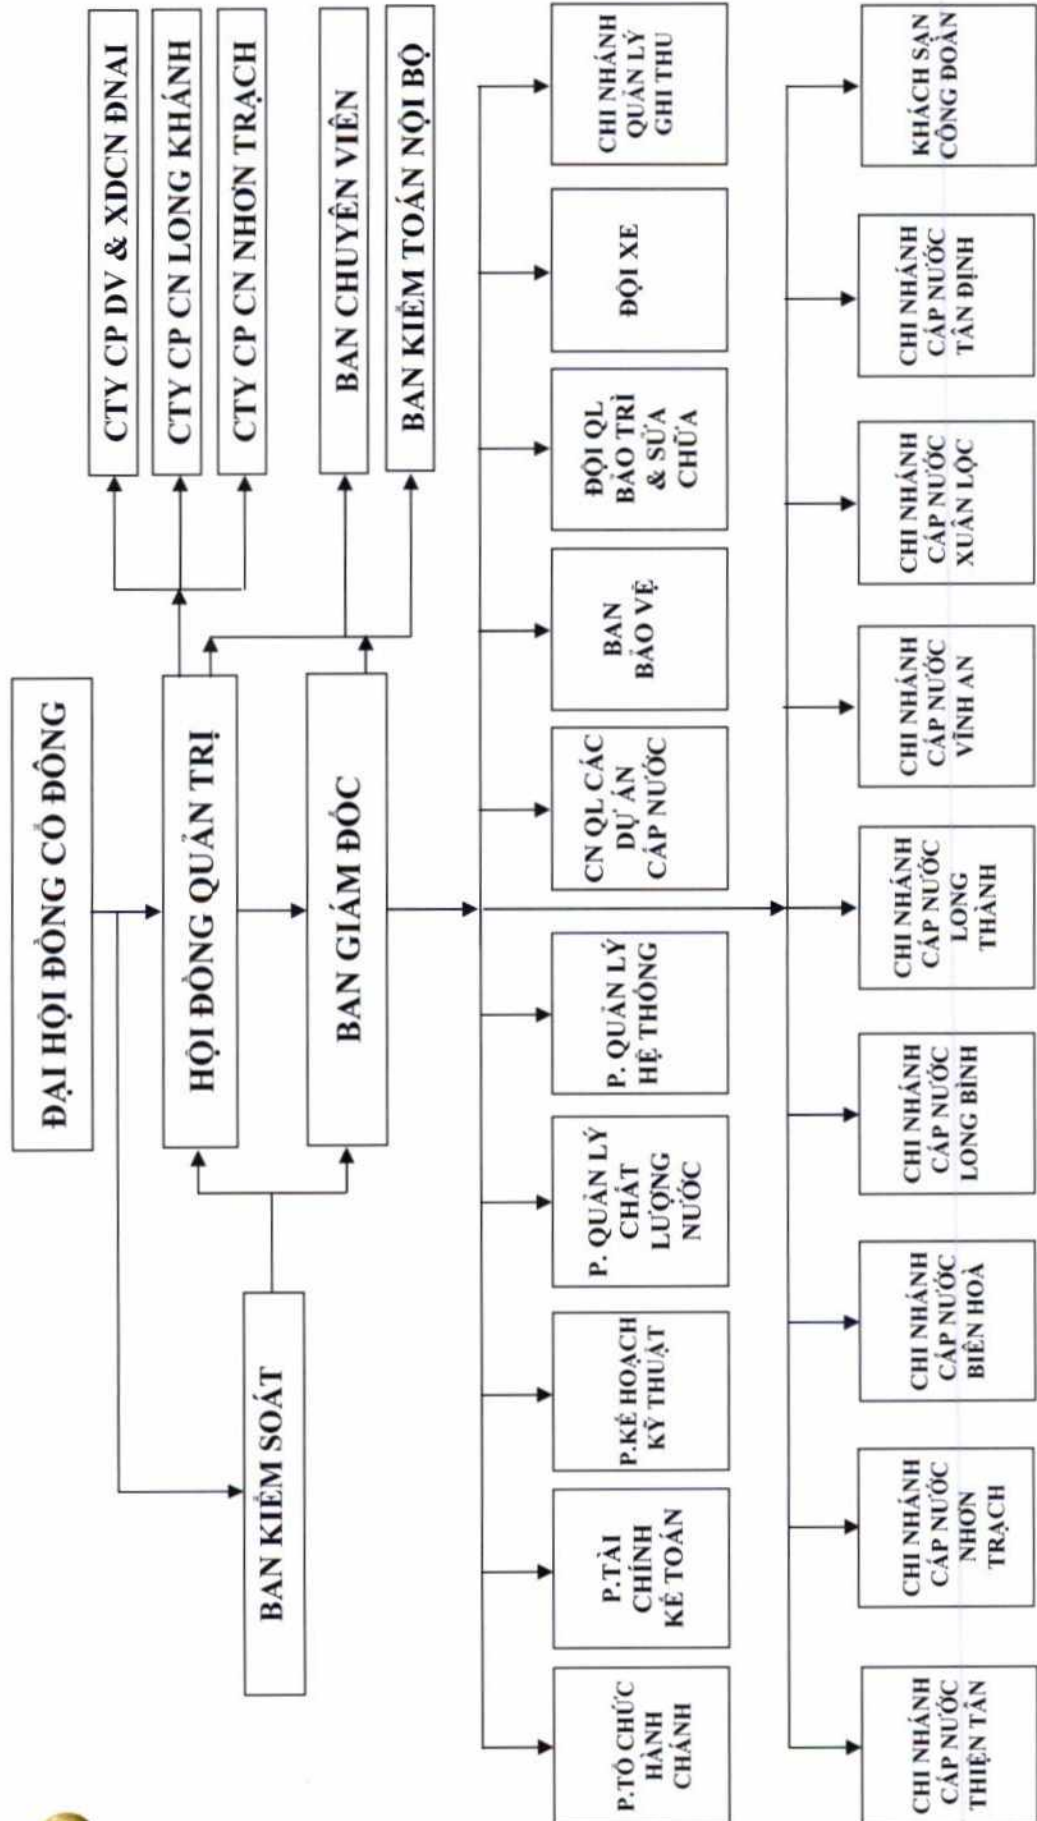 ĐẠI HỘI ĐỒNG CỔ ĐÔNG
HỘI ĐỒNG QUẢN TRỊ
BAN GIÁM ĐỐC
BAN KIỂM SOÁT
CTY CP DV & XDCN ĐNAI
CTY CP CN LONG KHÁNH
CTY CP CN NHƠN TRẠCH
BAN CHUYÊN VIÊN
BAN KIỂM TOÁN NỘI BỘ
P.TỔ CHỨC
HÀNH
CHÁNH
P.TÀI
CHÍNH
KẾ TOÁN
P.KẾ HOẠCH
KỸ THUẬT
P. QUẢN LÝ
CHẤT
LƯỢNG
NƯỚC
P. QUẢN LÝ
HỆ THỐNG
CN QL CÁC
DỰ ÁN
CẤP NƯỚC
BAN
BẢO VỆ
ĐỘI QL
BẢO TRÌ
& SỬA
CHỮA
ĐỘI XE
CHI NHÁNH
QUẢN LÝ
GHI THU
CHI NHÁNH
CẤP NƯỚC
THIỆN TÂN
CHI NHÁNH
CẤP NƯỚC
NHƠN
TRẠCH
CHI NHÁNH
CẤP NƯỚC
BIÊN HOÀ
CHI NHÁNH
CẤP NƯỚC
LONG BÌNH
CHI NHÁNH
CẤP NƯỚC
LONG
THÀNH
CHI NHÁNH
CẤP NƯỚC
VĨNH AN
CHI NHÁNH
CẤP NƯỚC
XUÂN LỘC
CHI NHÁNH
CẤP NƯỚC
TÂN ĐỊNH
KHÁCH SẠN
CÔNG ĐOÀN